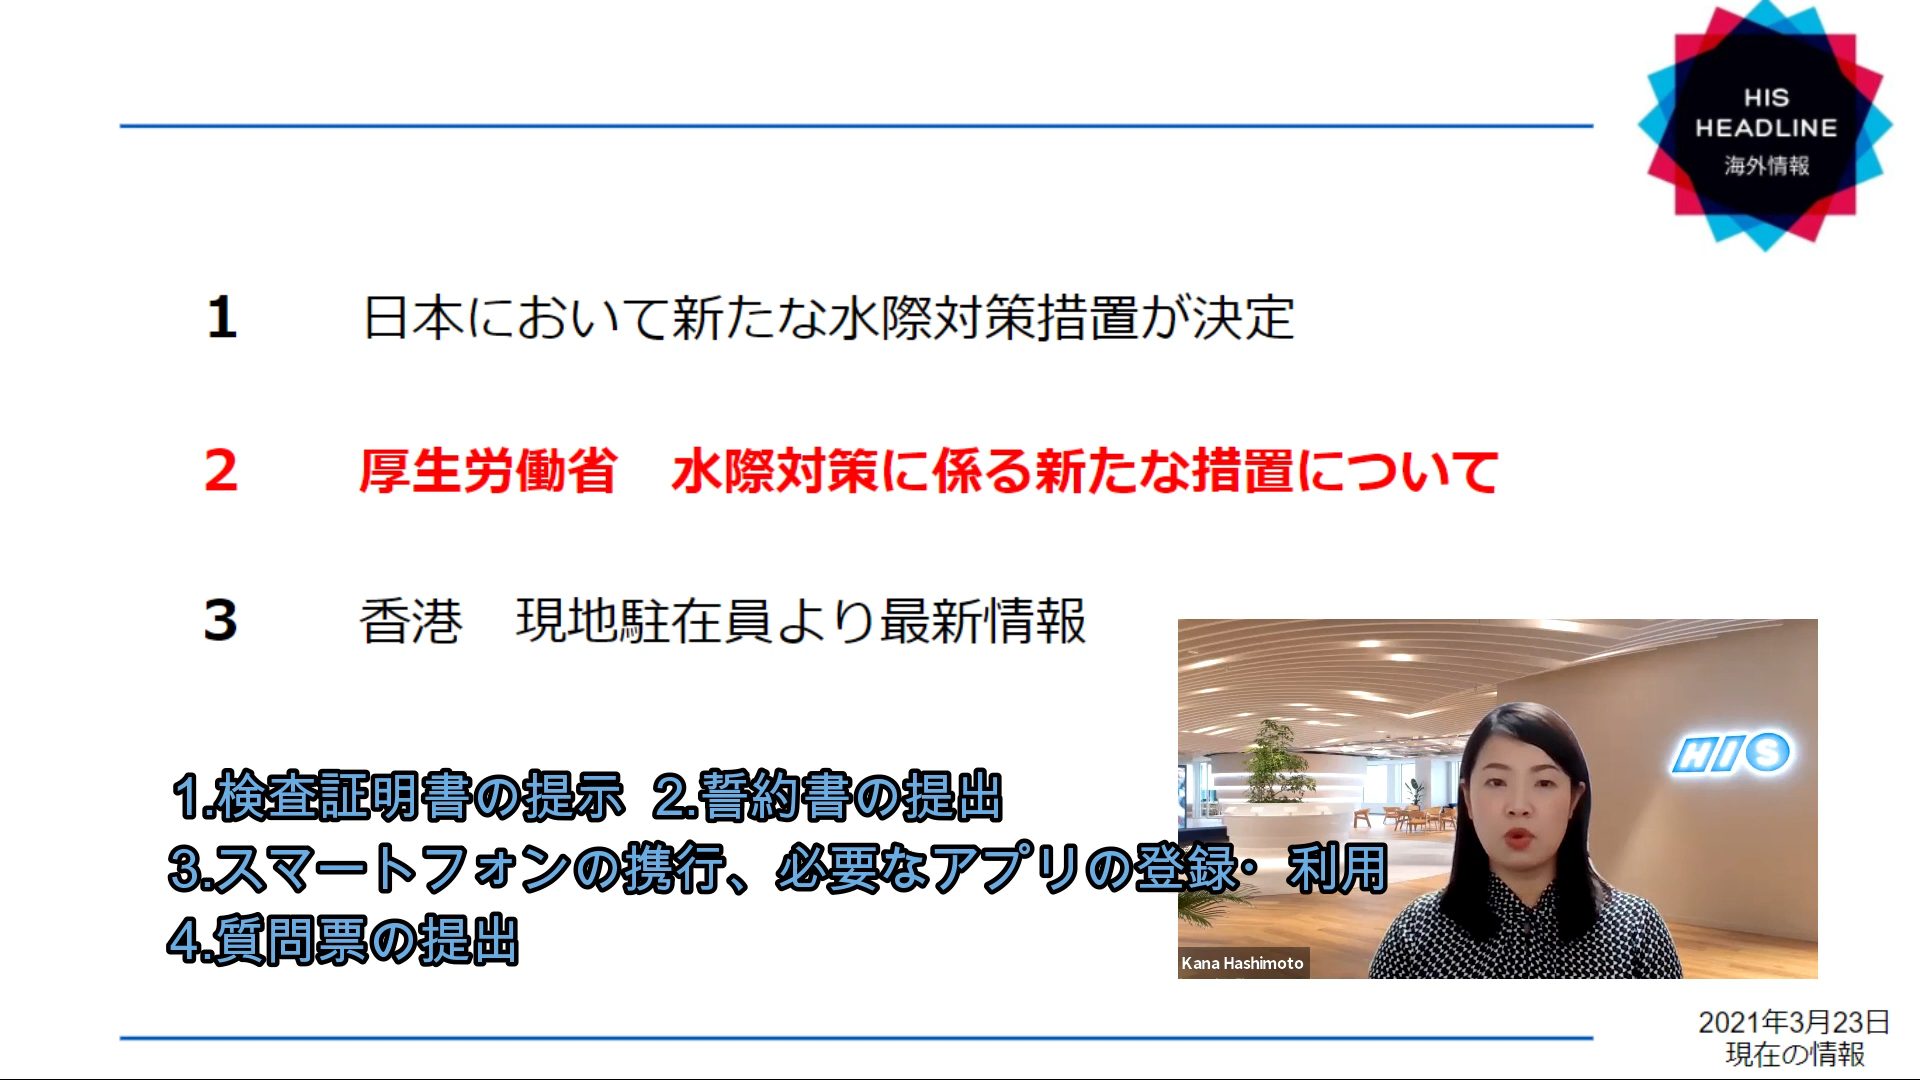 HIS
HEADLINE
海外情報
1 日本において新たな水際対策措置が決定
2 厚生労働省　水際対策に係る新たな措置について
3 香港　現地駐在員より最新情報
HIS
1.検査証明書の提示 2.誓約書の提出
3.スマートフォンの携行、必要なアプリの登録・利用
4.質問票の提出
Kana Hashimoto
2021年3月23日
現在の情報